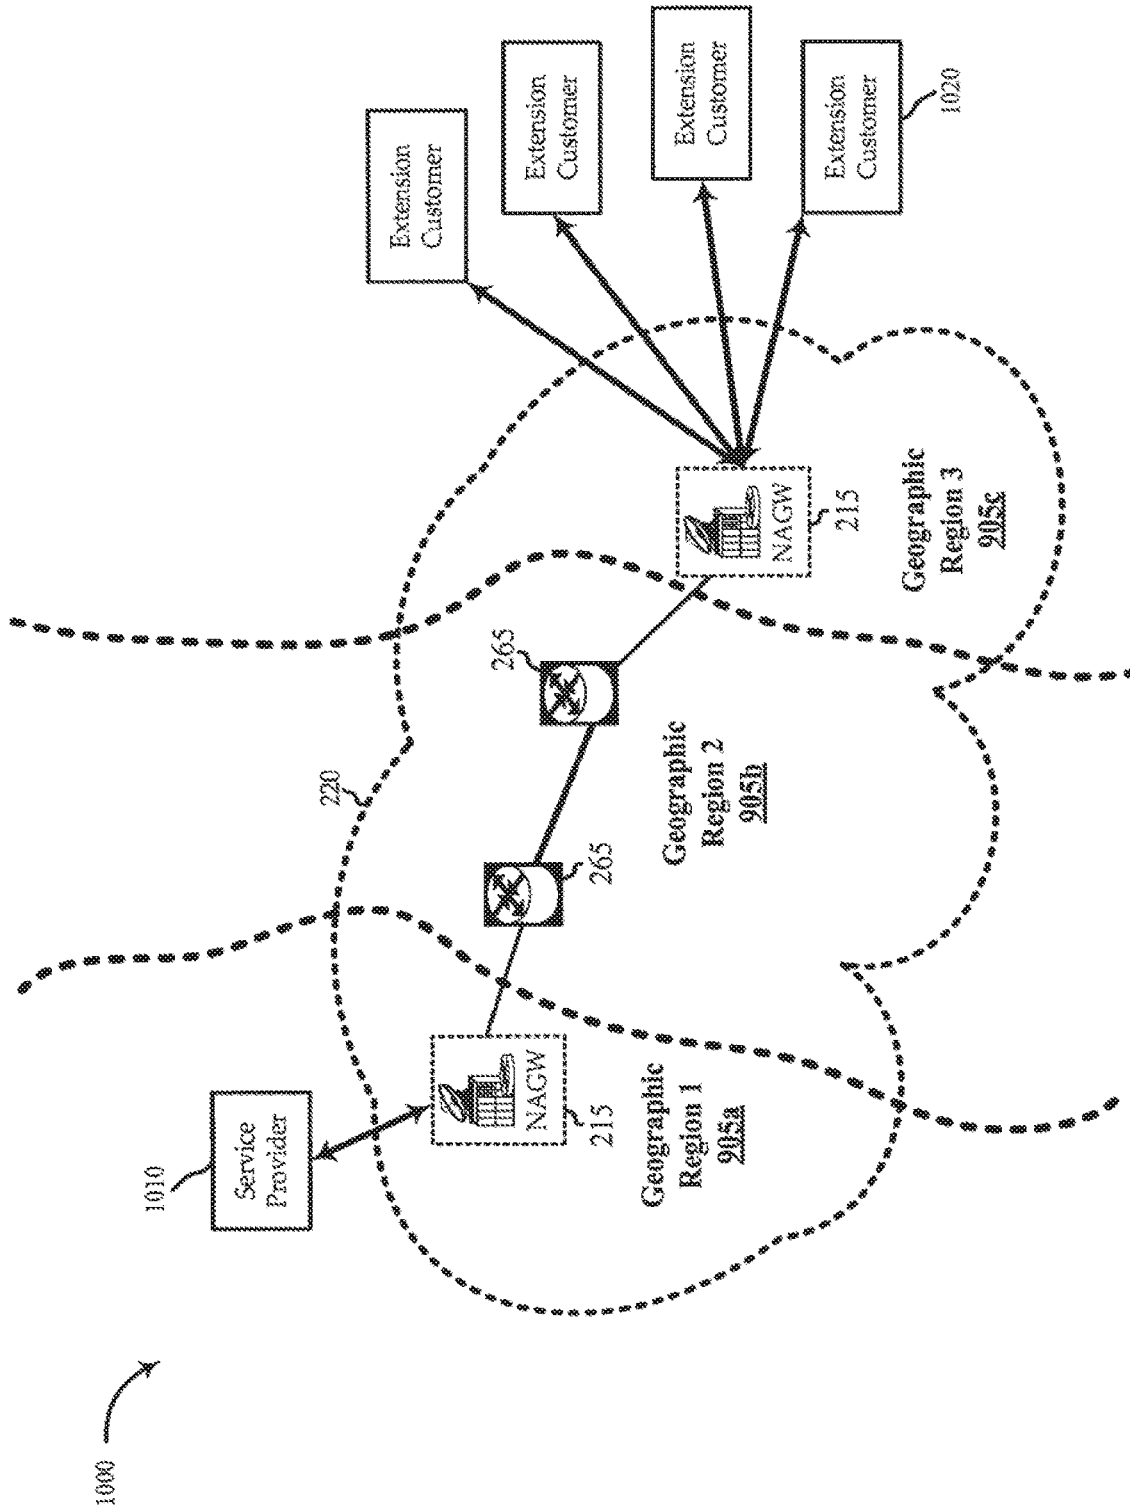 1000
1010
Service
Provider
220
NAGW
215
Geographic
Region 1
905a
265
265
Geographic
Region 2
905b
NAGW
215
Geographic
Region 3
905c
Extension
Customer
Extension
Customer
Extension
Customer
Extension
Customer
1020